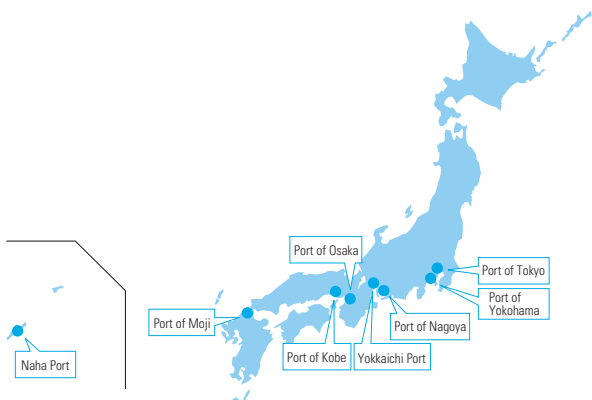 Port of Osaka
Port of Tokyo
Port of
Yokohama
Port of Moji
Port of Nagoya
Port of Kobe
Yokkaichi Port
Naha Port